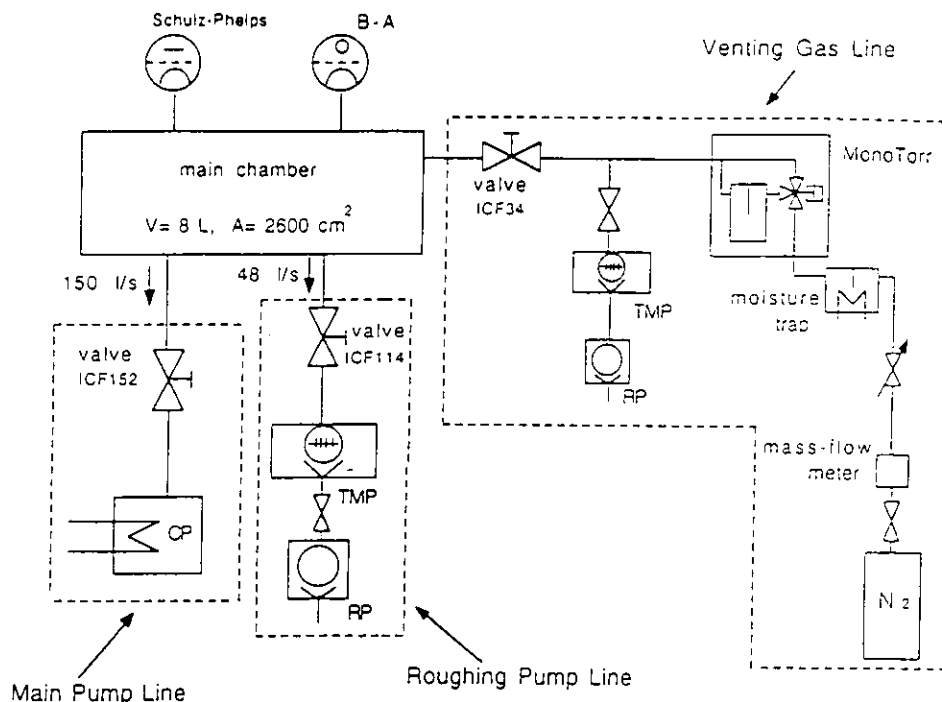 Schulz-Phelps
B-A
Venting Gas Line
main chamber
V= 8 L, A= 2600 cm²
valve
ICF34
MonoTorr
150 l/s
48 l/s
TMP
moisture
trap
valve
ICF152
valve
ICF114
RP
mass-flow
meter
TMP
CP
RP
N2
Roughing Pump Line
Main Pump Line